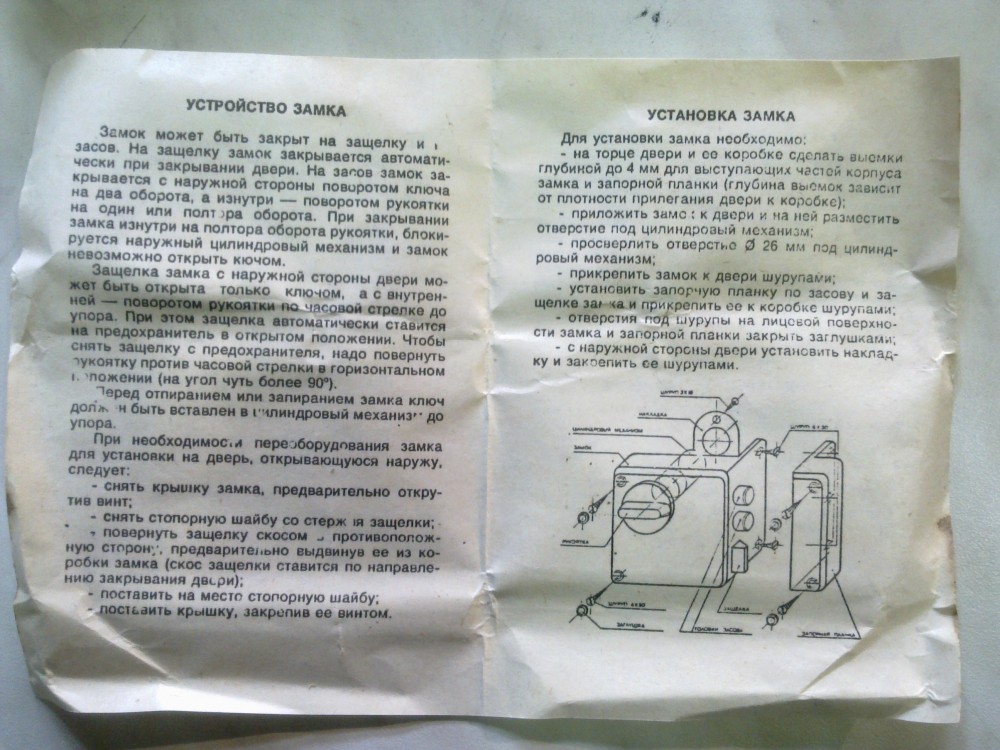 УСТРОЙСТВО ЗАМКА
Замок может быть закрыт на защелку и
засов. На защелку замок закрывается автомати-
чески при закрывании двери. На засов замок за-
крывается с наружной стороны поворотом ключа
на два оборота, а изнутри — поворотом рукоятки
на один или полтора оборота. При закрывании
замка изнутри на полтора оборота рукоятки, блоки-
руется наружный цилиндровый механизм и замок
невозможно открыть кючом.
Защелка замка с наружной стороны двери мо-
жет быть открыта только ключом, а с внутрен-
ней — поворотом рукоятки по часовой стрелке до
упора. При этом защелка автоматически ставится
на предохранитель в открытом положении. Чтобы
снять защелку с предохранителя, надо повернуть
рукоятку против часовой стрелки в горизонтальном
положении (на угол чуть более 90°).
Перед отпиранием или запиранием замка ключ
должен быть вставлен в цилиндровый механизм до
упора.
При необходимости переоборудования замка
для установки на дверь, открывающуюся наружу,
следует:
- снять крышку замка, предварительно откру-
тив винт;
- снять стопорную шайбу со стержня защелки;
- повернуть защелку скосом в противополож-
ную сторону, предварительно выдвинув ее из ко-
робки замка (скос защелки ставится по направле-
нию закрывания двери);
- поставить на место стопорную шайбу;
- поставить крышку, закрепив ее винтом.
УСТАНОВКА ЗАМКА
Для установки замка необходимо:
- на торце двери и ее коробке сделать выемки
глубиной до 4 мм для выступающих частей корпуса
замка и запорной планки (глубина выемок зависит
от плотности прилегания двери к коробке);
- приложить замок к двери и на ней разместить
отверстие под цилиндровый механизм;
- просверлить отверстие Ø 26 мм под цилинд-
ровый механизм;
- прикрепить замок к двери шурупами;
- установить запорную планку по засову и за-
щелке замка и прикрепить ее к коробке шурупами;
- отверстия под шурупы на лицевой поверхно-
сти замка и запорной планки закрыть заглушками;
- с наружной стороны двери установить наклад-
ку и закрепить ее шурупами.
ШУРУП
НАКЛАДКА
ЦИЛИНДРОВЫЙ МЕХАНИЗМ
ШУРУП 4×30
ЗАМОК
РУКОЯТКА
ШУРУП 4×30
ЗАЩЕЛКА
ЗАГЛУШКА
ГОЛОВКИ ЗАСОВА
ЗАПОРНАЯ ПЛАНКА